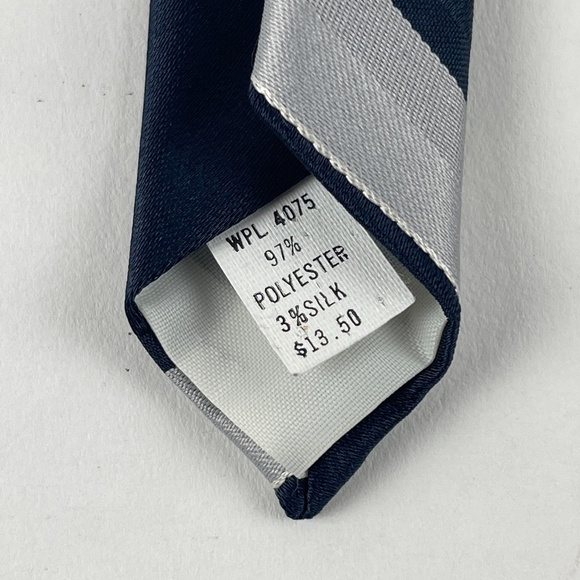 WPL 4075
97%
POLYESTER
3%SILK
$13.50